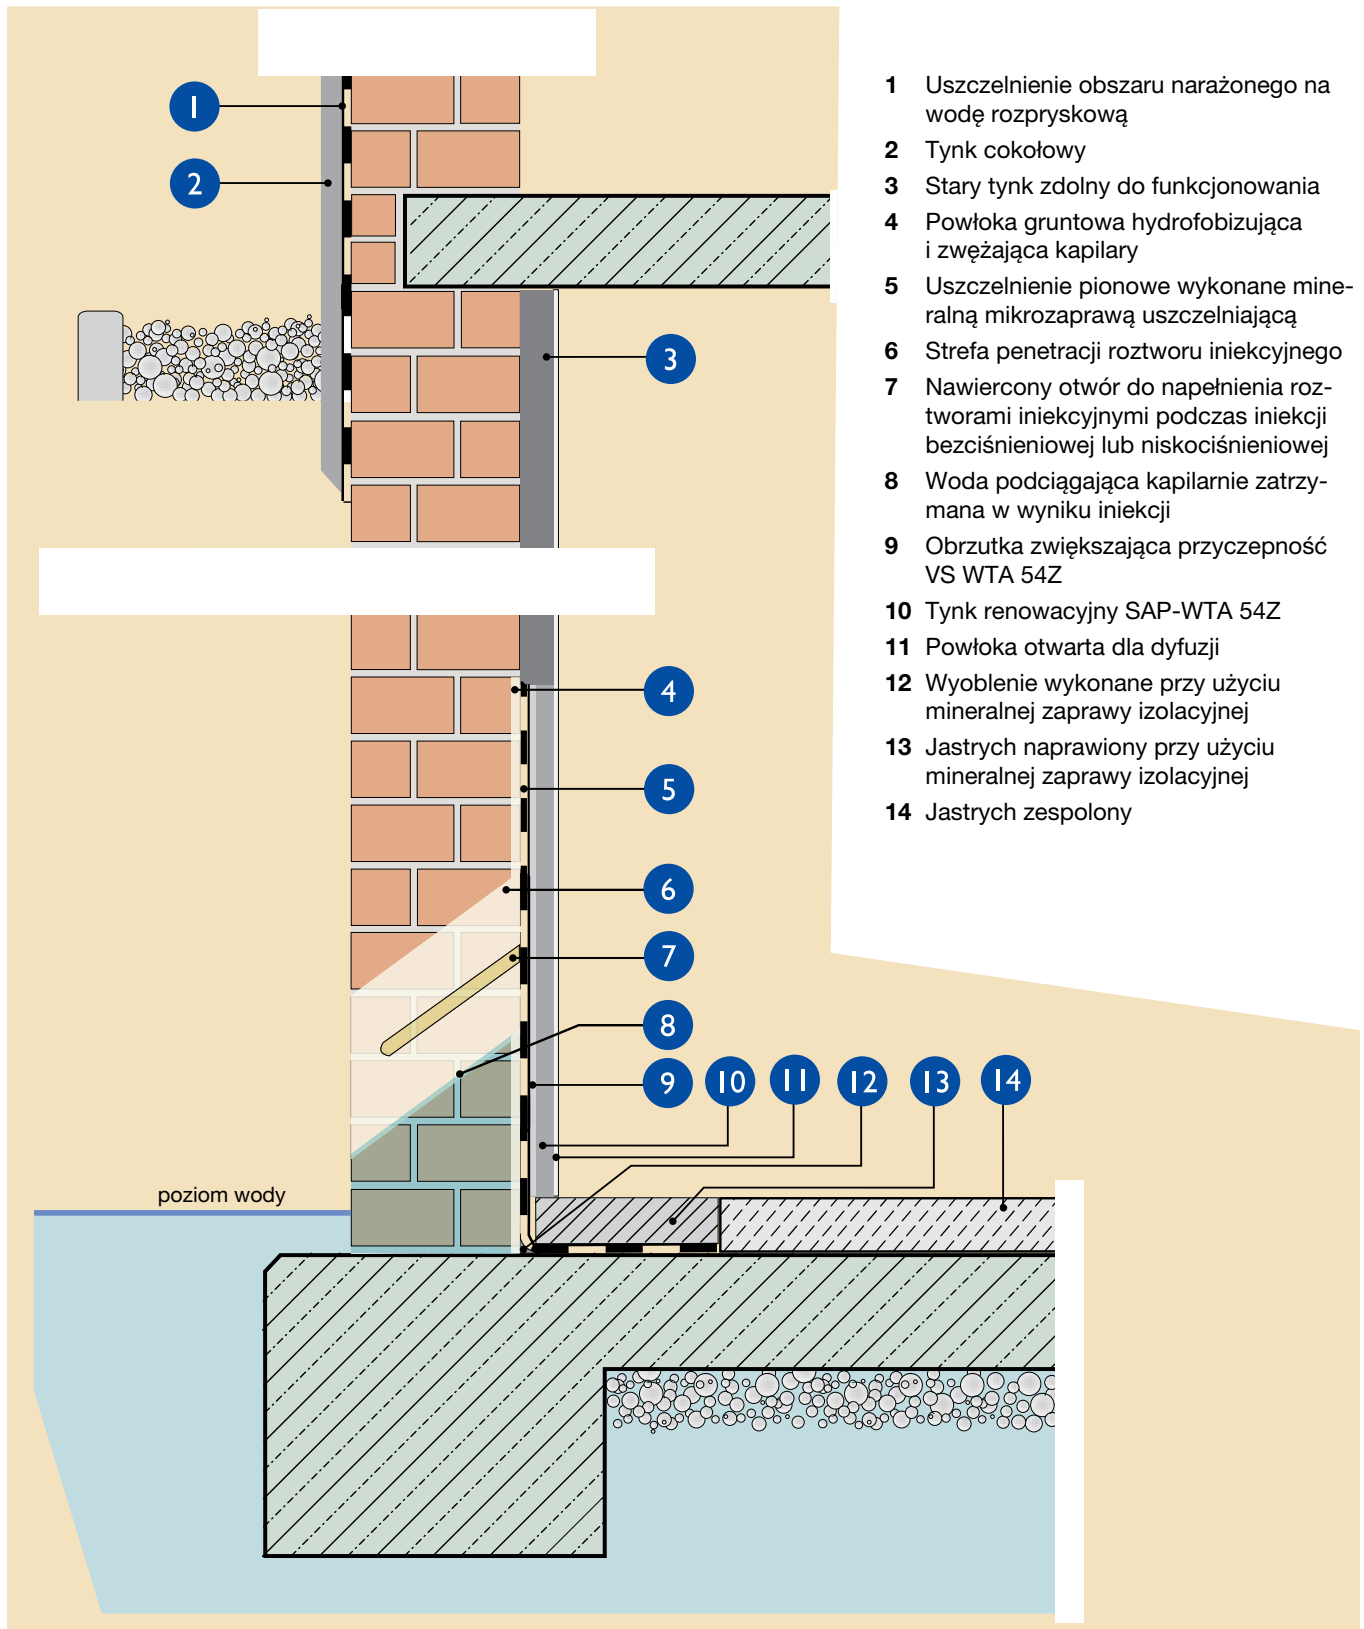 1 Uszczelnienie obszaru narażonego na
wodę rozpryskową
2 Tynk cokołowy
3 Stary tynk zdolny do funkcjonowania
4 Powłoka gruntowa hydrofobizująca
i zwężająca kapilary
5 Uszczelnienie pionowe wykonane mine-
ralną mikrozaprawą uszczelniającą
6 Strefa penetracji roztworu iniekcyjnego
7 Nawiercony otwór do napełnienia roz-
tworami iniekcyjnymi podczas iniekcji
bezciśnieniowej lub niskociśnieniowej
8 Woda podciągająca kapilarnie zatrzy-
mana w wyniku iniekcji
9 Obrzutka zwiększająca przyczepność
VS WTA 54Z
10 Tynk renowacyjny SAP-WTA 54Z
11 Powłoka otwarta dla dyfuzji
12 Wyoblenie wykonane przy użyciu
mineralnej zaprawy izolacyjnej
13 Jastrych naprawiony przy użyciu
mineralnej zaprawy izolacyjnej
14 Jastrych zespolony
1
2
3
4
5
6
7
8
9 10 11 12 13 14
poziom wody